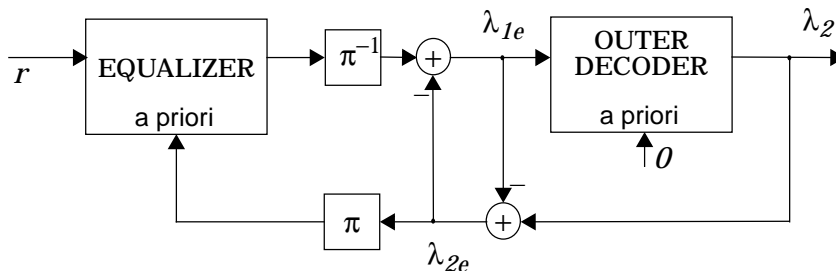 λ1e
λ2
OUTER
DECODER
π−1
+
EQUALIZER
r
−
a priori
a priori
0
−
π
+
λ2e